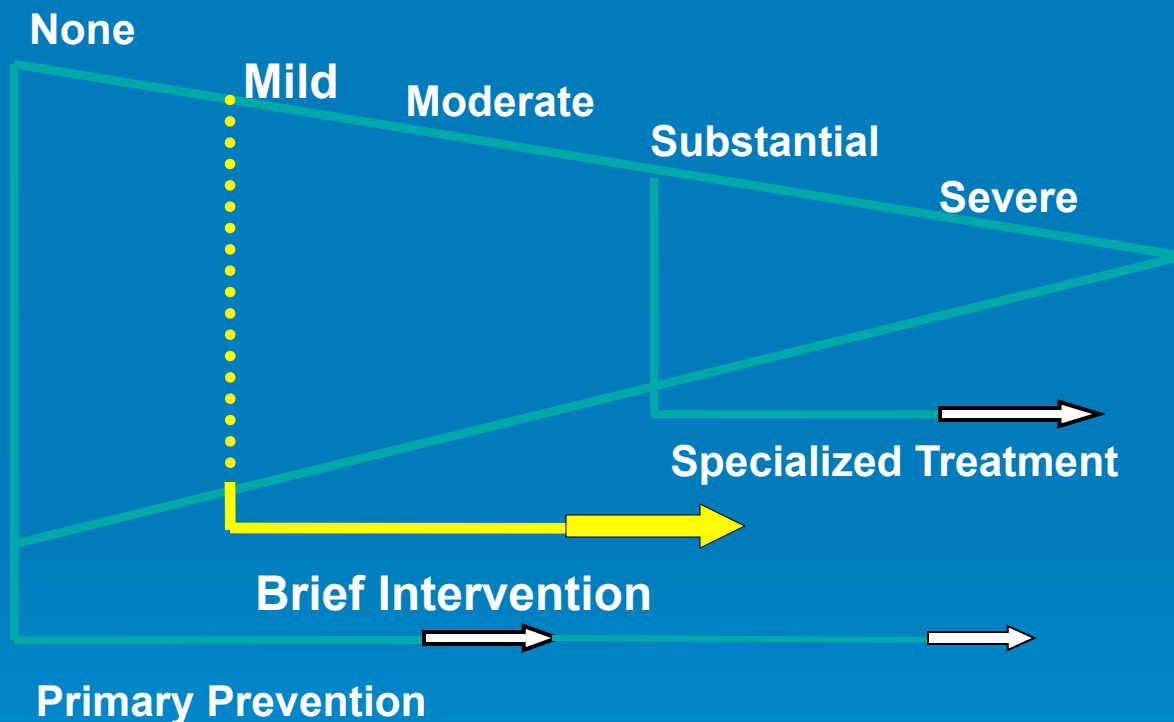 None
Mild
Moderate
Substantial
Severe
Specialized Treatment
Brief Intervention
Primary Prevention